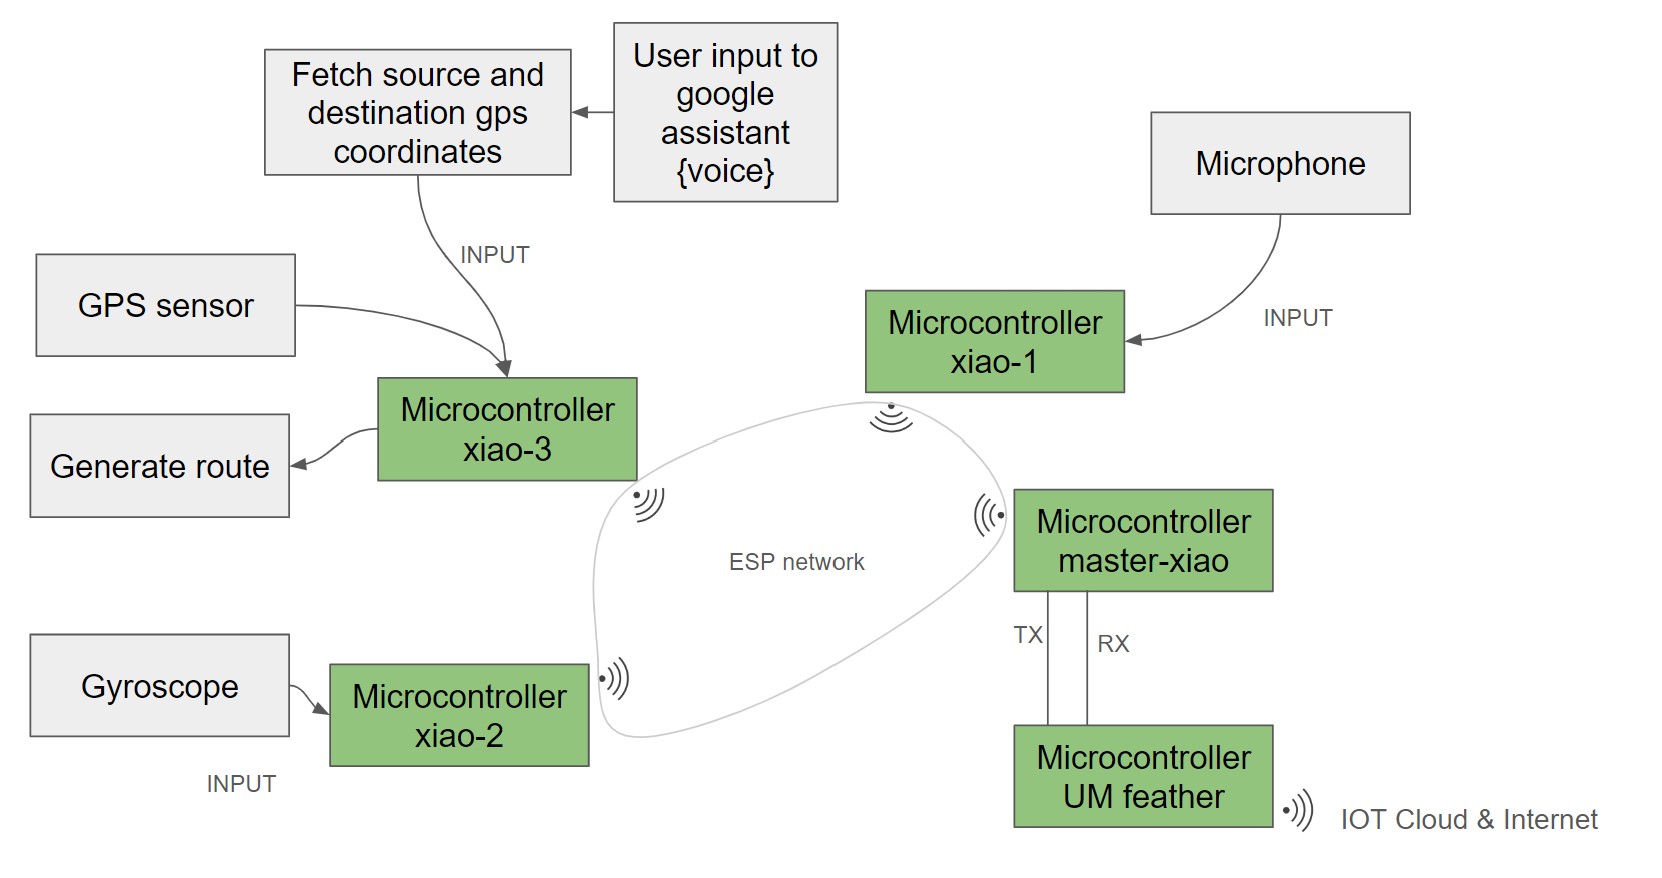 Fetch source and
destination gps
coordinates
User input to
google
assistant
{voice}
Microphone
INPUT
GPS sensor
INPUT
Microcontroller
xiao-1
Microcontroller
xiao-3
Generate route
Microcontroller
master-xiao
ESP network
TX
RX
Gyroscope
Microcontroller
xiao-2
INPUT
Microcontroller
UM feather
IOT Cloud & Internet